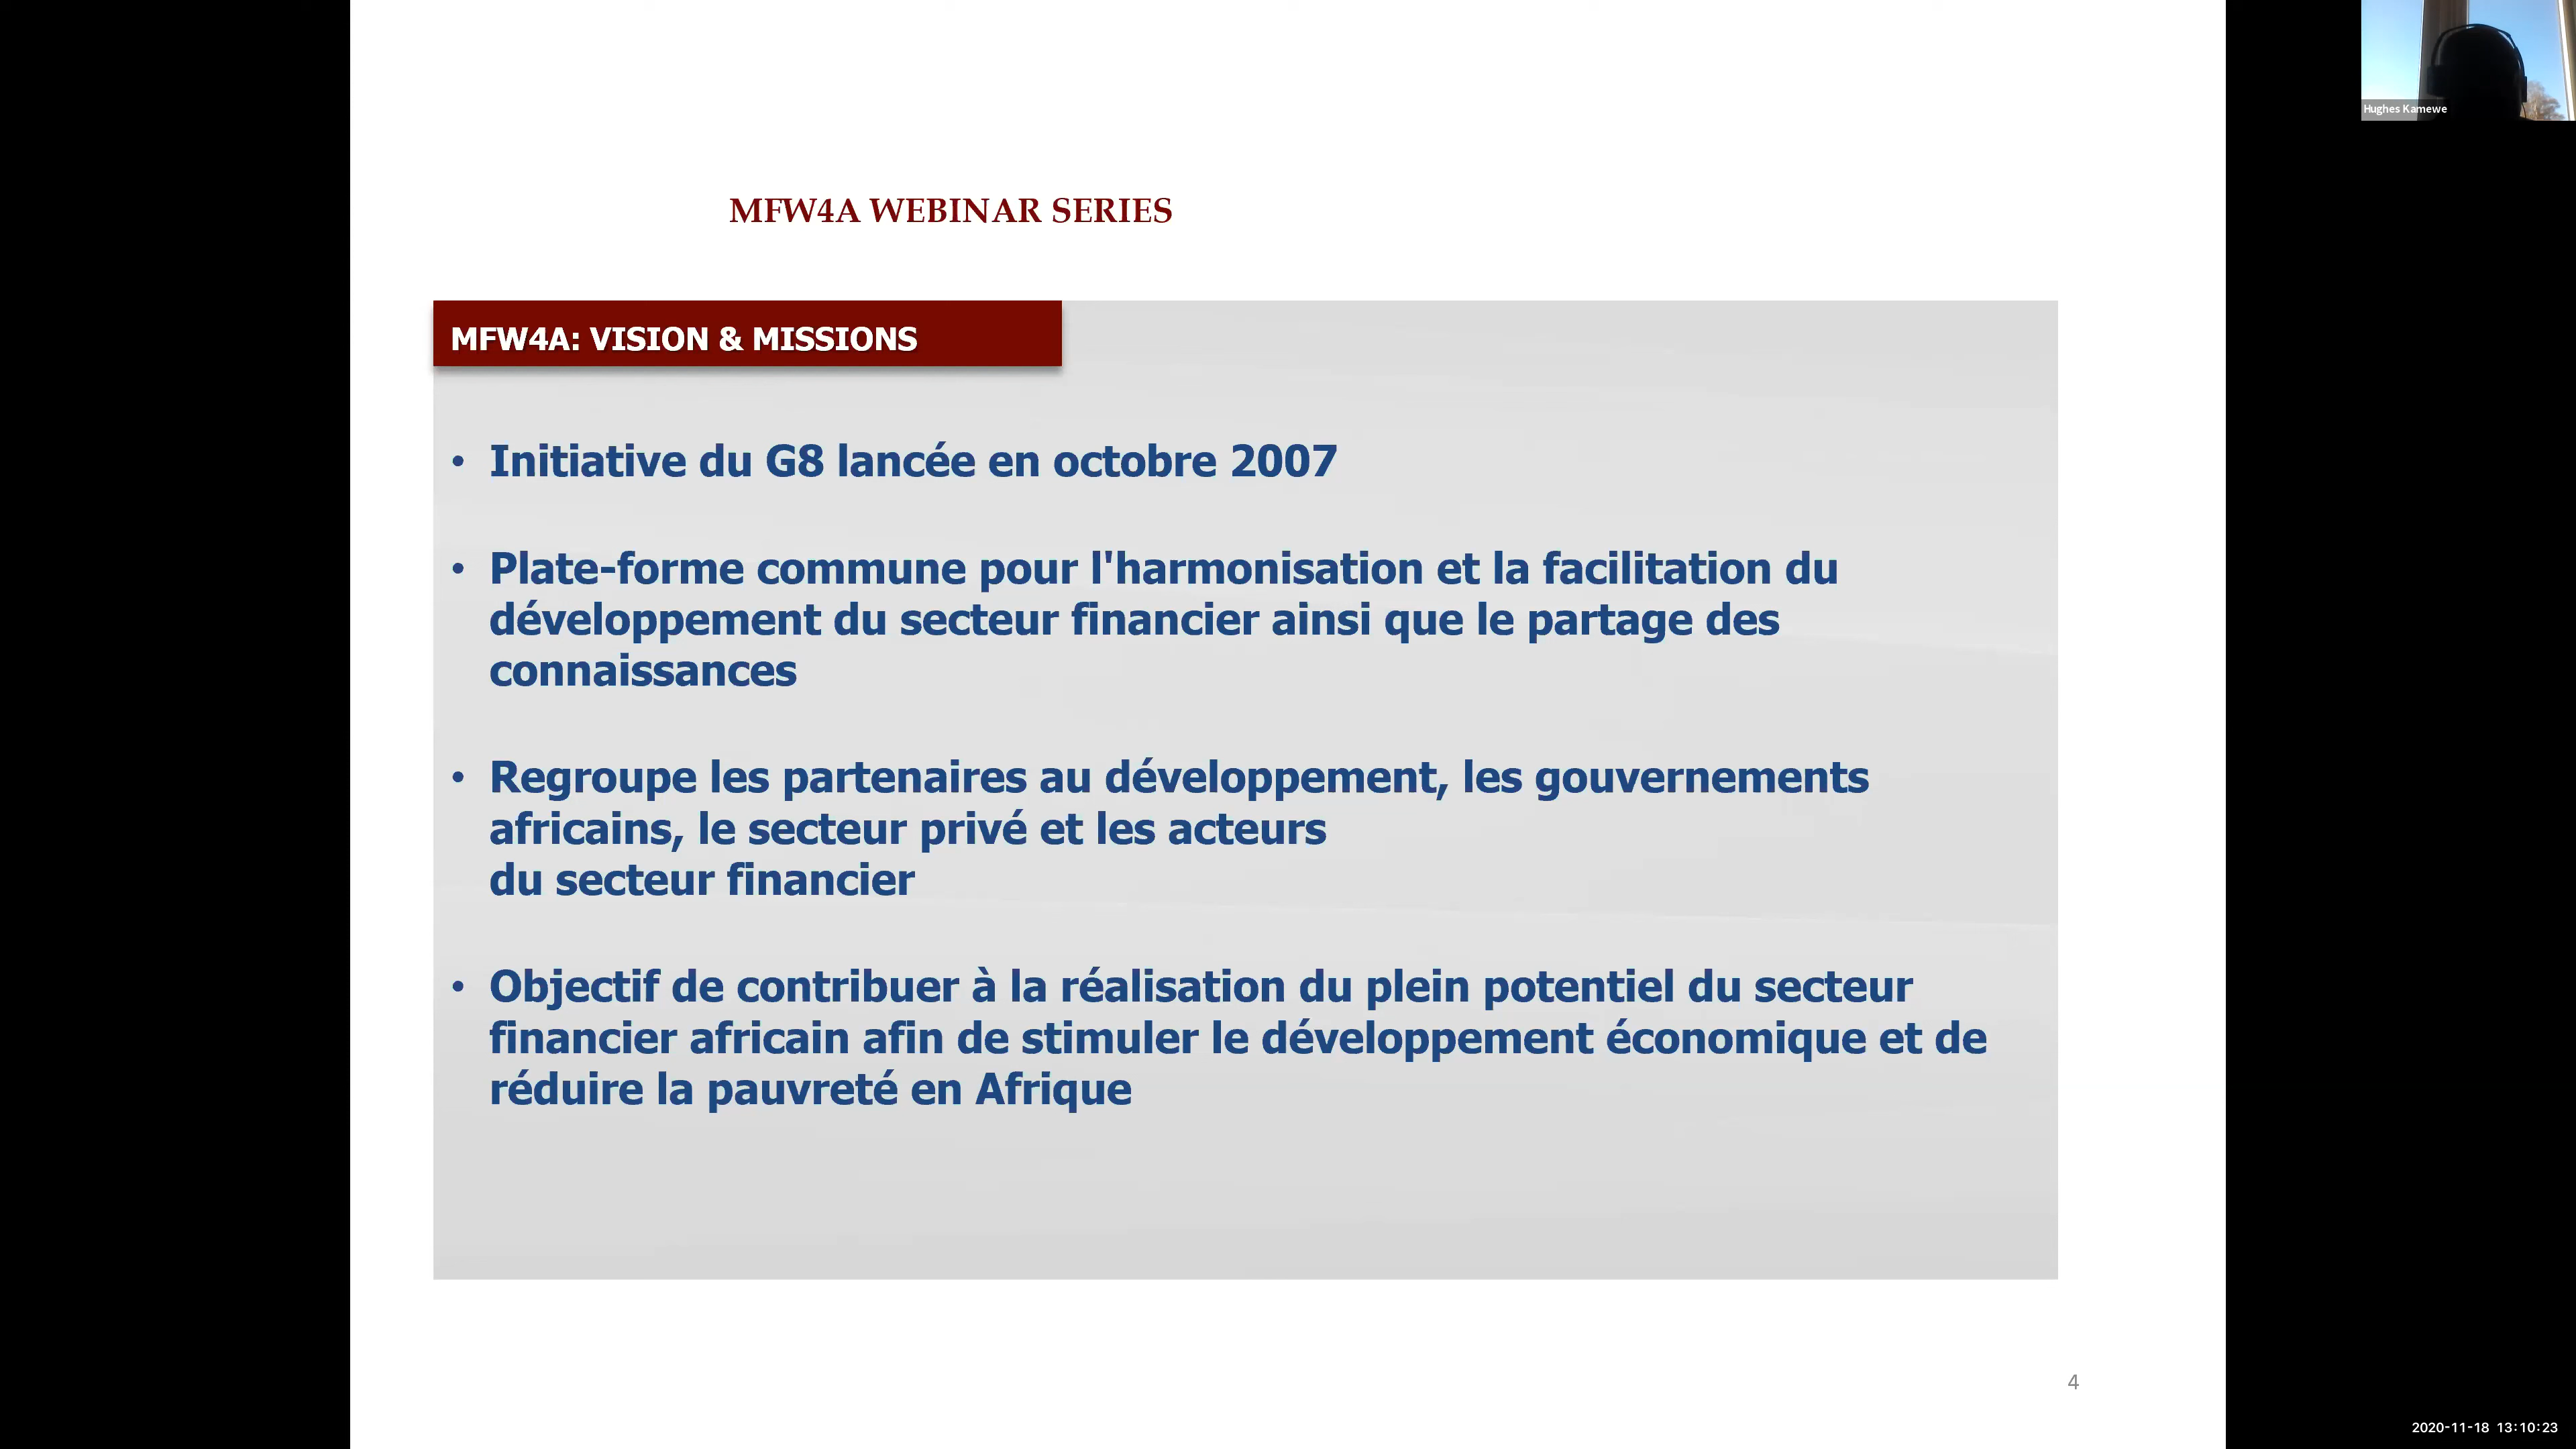 Hughes Kamewe
MFW4A WEBINAR SERIES
MFW4A: VISION & MISSIONS
• Initiative du G8 lancée en octobre 2007
• Plate-forme commune pour l'harmonisation et la facilitation du
développement du secteur financier ainsi que le partage des
connaissances
• Regroupe les partenaires au développement, les gouvernements
africains, le secteur privé et les acteurs
du secteur financier
• Objectif de contribuer à la réalisation du plein potentiel du secteur
financier africain afin de stimuler le développement économique et de
réduire la pauvreté en Afrique
4
2020-11-18 13:10:23